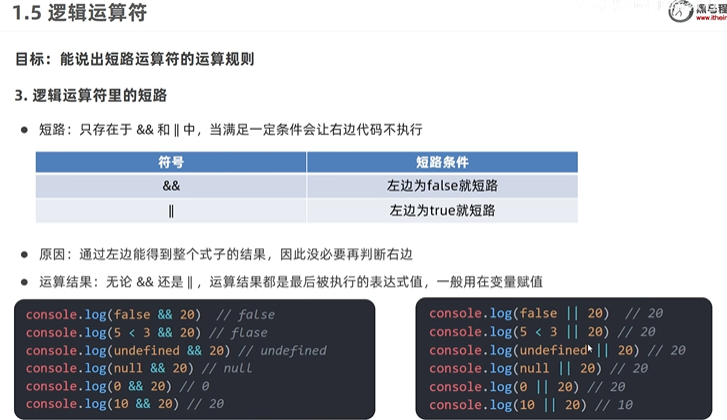 1.5 逻辑运算符
www.itheim
目标：能说出短路运算符的运算规则
3. 逻辑运算符里的短路
● 短路：只存在于 && 和 || 中，当满足一定条件会让右边代码不执行
符号 短路条件
&& 左边为false就短路
|| 左边为true就短路
● 原因：通过左边能得到整个式子的结果，因此没必要再判断右边
● 运算结果：无论 && 还是 || ，运算结果都是最后被执行的表达式值，一般用在变量赋值
console.log(false && 20) // false
console.log(5 < 3 && 20) // flase
console.log(undefined && 20) // undefined
console.log(null && 20) // null
console.log(0 && 20) // 0
console.log(10 && 20) // 20
console.log(false || 20) // 20
console.log(5 < 3 || 20) // 20
console.log(undefined || 20) // 20
console.log(null || 20) // 20
console.log(0 || 20) // 20
console.log(10 || 20) // 10